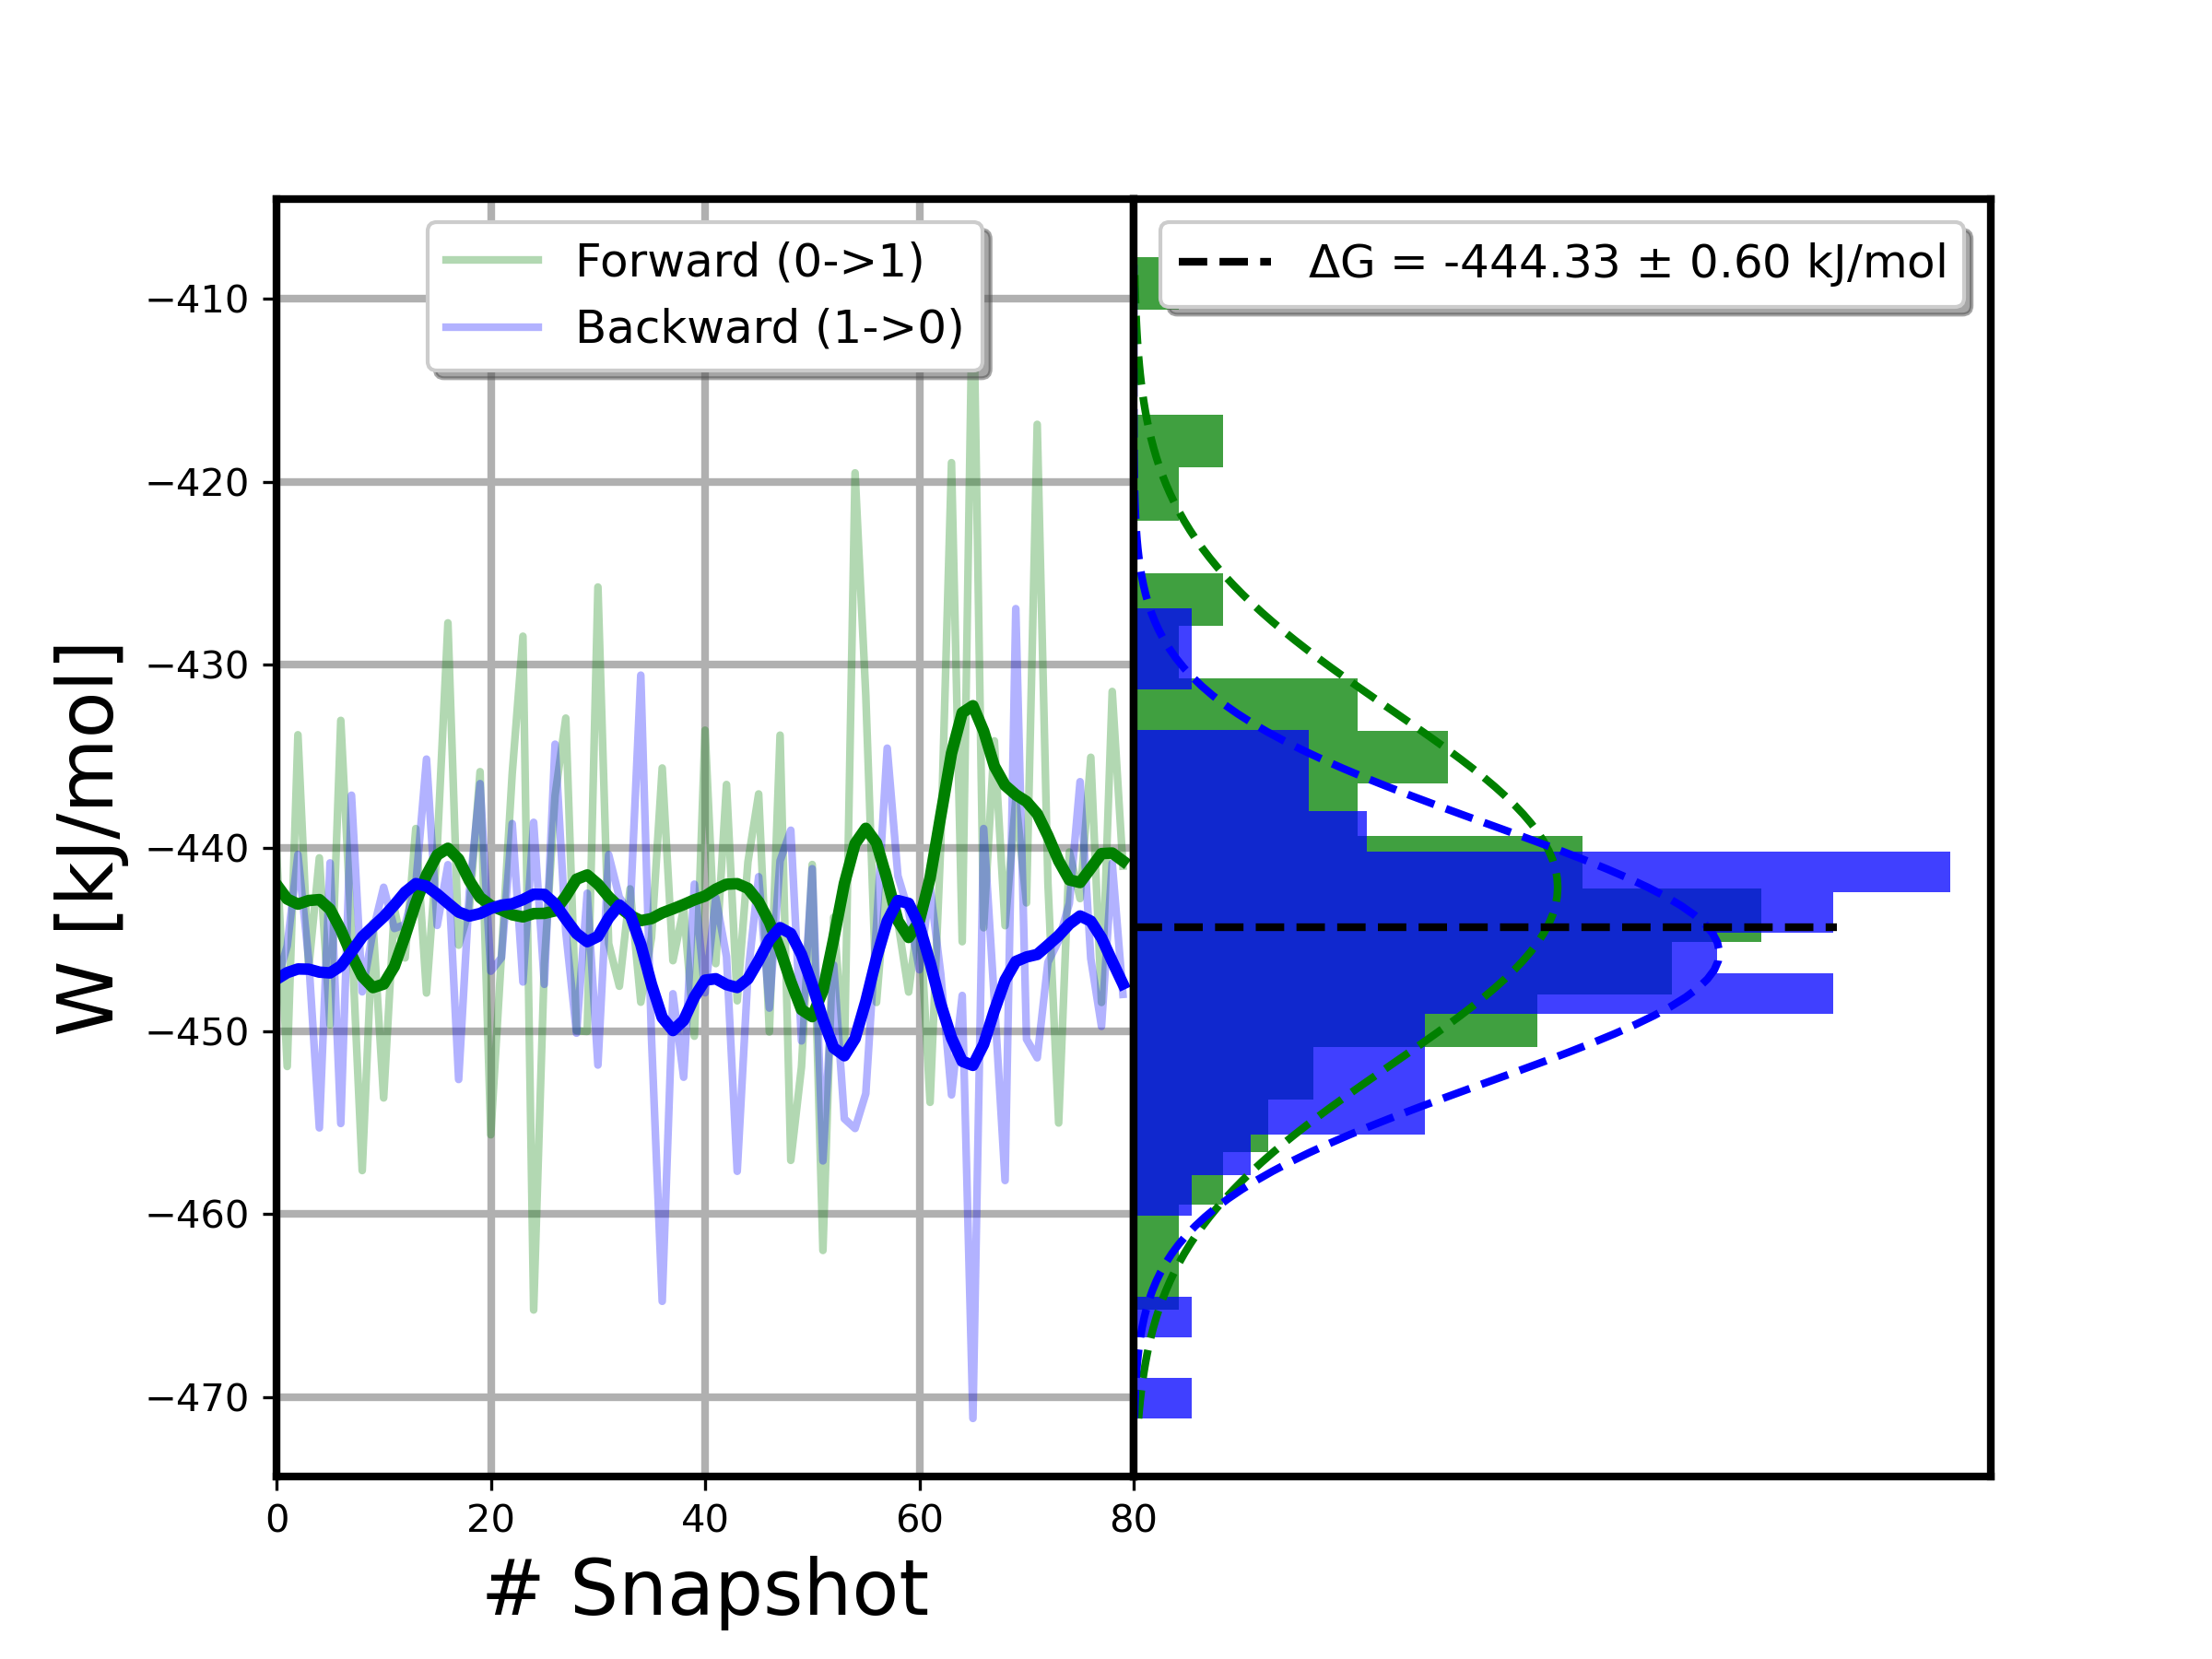 Forward (0->1)
Backward (1->0)
ΔG = -444.33 ± 0.60 kJ/mol
−410
−420
−430
−440
−450
−460
−470
W [kJ/mol]
0 20 40 60 80
# Snapshot